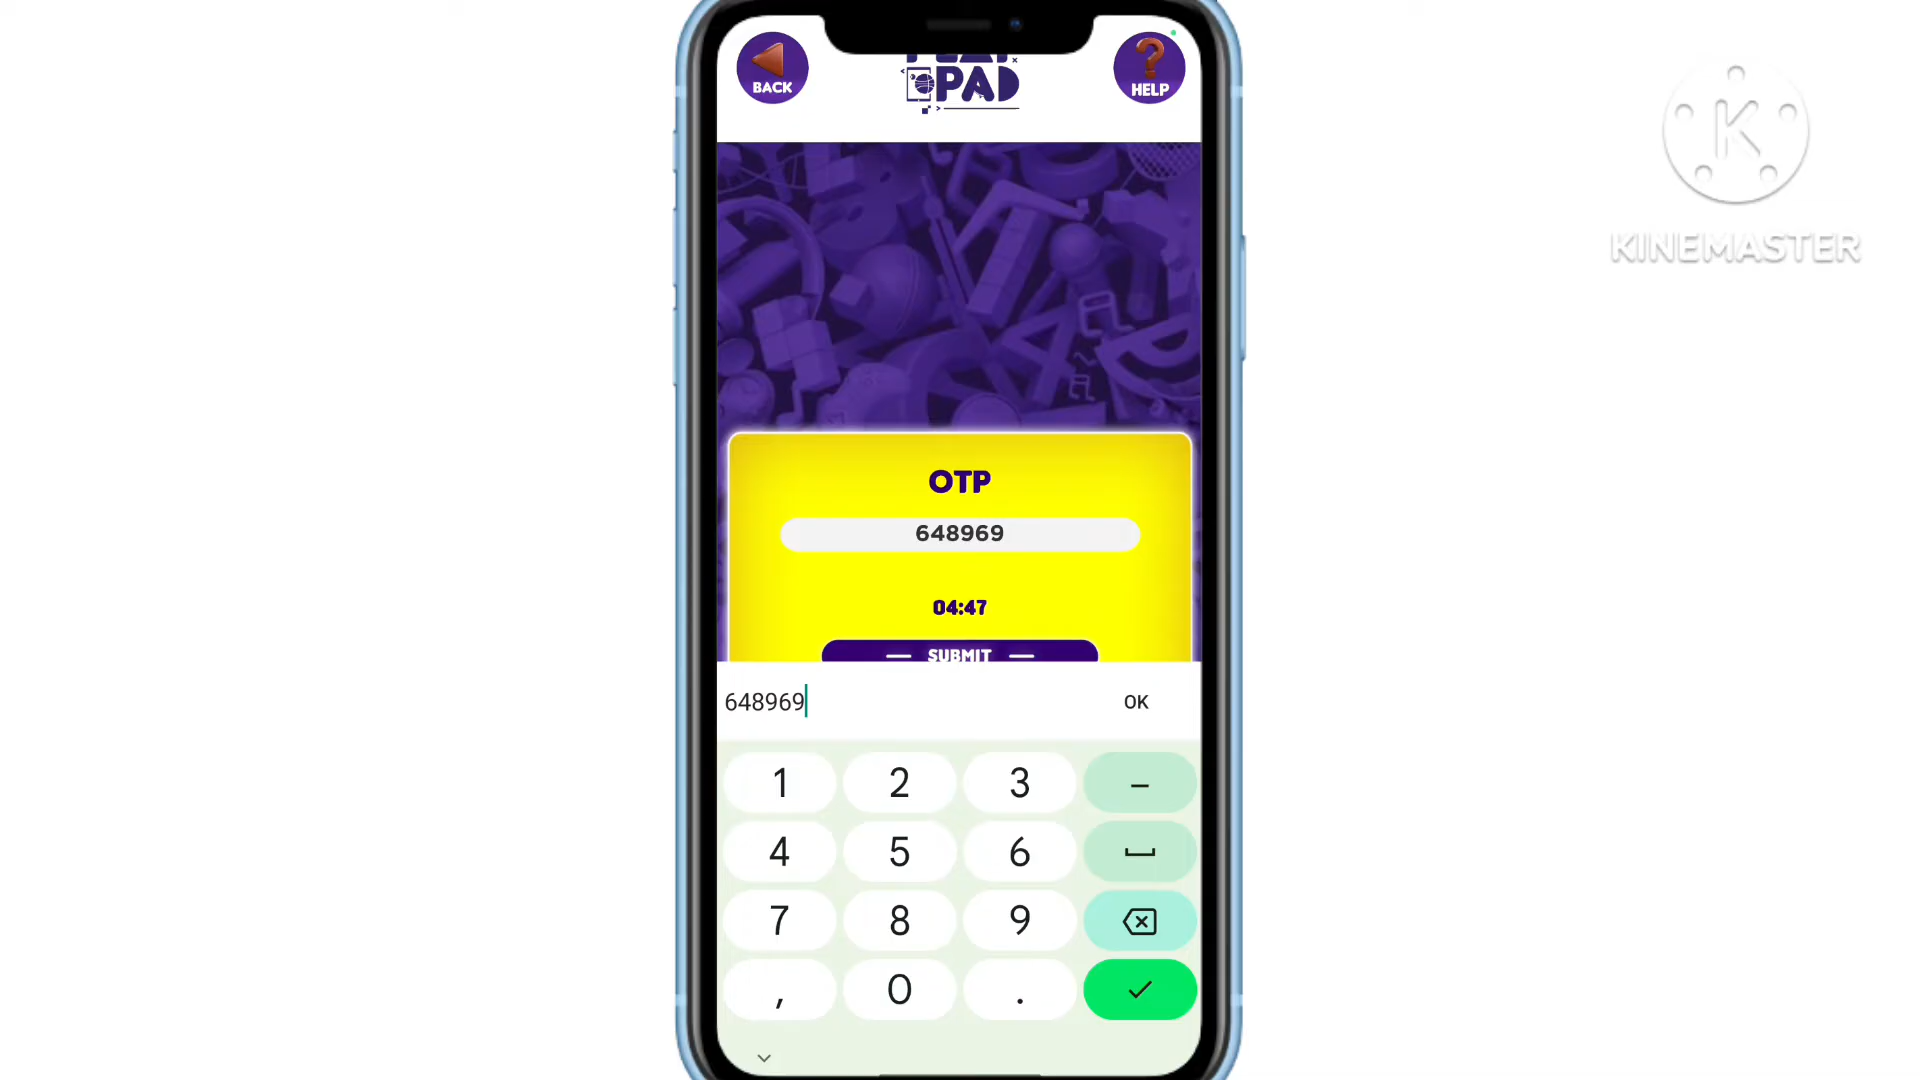 BACK
PAD
HELP
K
KINEMASTER
OTP
648969
04:47
SUBMIT
648969
OK
1 2 3 –
4 5 6
7 8 9
, 0 .